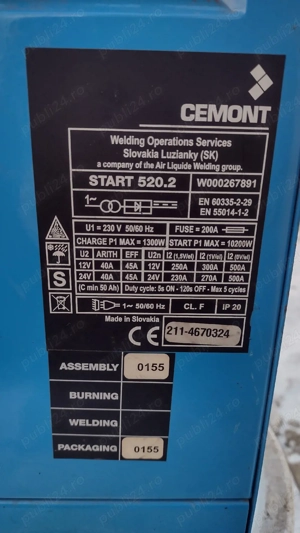 CEMONT
Welding Operations Services
Slovakia Luzianky (SK)
a company of the Air Liquide Welding group.
START 520.2 W000267891
1~ EN 60335-2-29
EN 55014-1-2
U1 = 230 V 50/60 Hz FUSE = 200A
CHARGE P1 MAX = 1300W START P1 MAX = 10200W
U2 ARITH EFF U2n I2 (1,5V/el) I2 (1V/el) I2 (0V/el)
12V 40A 45A 12V 250A 300A 500A
24V 40A 45A 24V 230A 270A 500A
S (C min 50 Ah) Duty cycle: 5s ON - 120s OFF - Max 5 cycles
1~ 50/60 Hz CL. F IP 20
Made in Slovakia
CE 211-4670324
ASSEMBLY 0155
BURNING
WELDING
PACKAGING 0155
publi24.ro